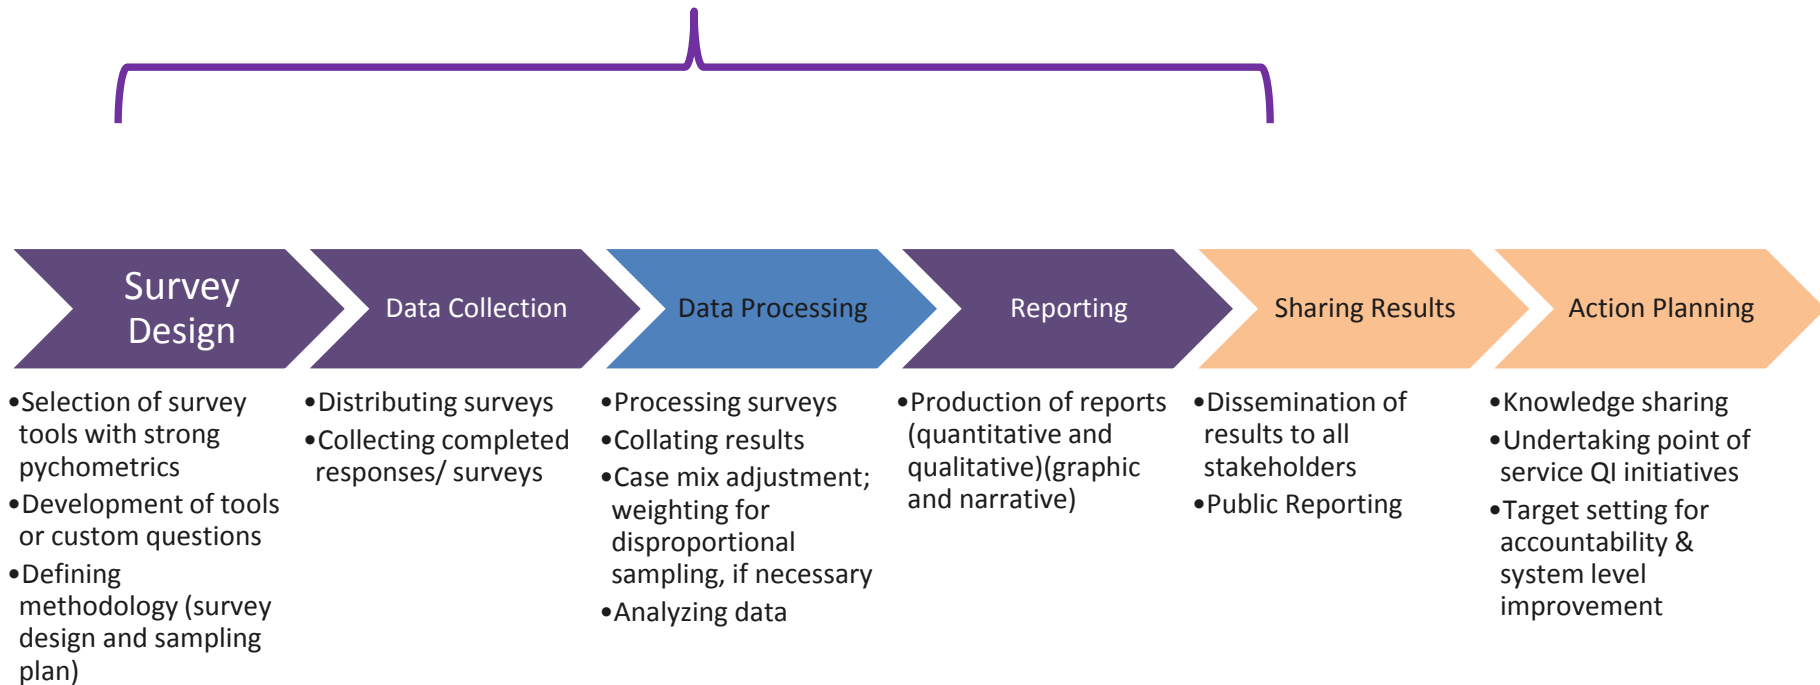 Survey
Design
Data Collection
Data Processing
Reporting
Sharing Results
Action Planning
•Selection of survey
tools with strong
pychometrics
•Development of tools
or custom questions
•Defining
methodology (survey
design and sampling
plan)
•Distributing surveys
•Collecting completed
responses/ surveys
•Processing surveys
•Collating results
•Case mix adjustment;
weighting for
disproportional
sampling, if necessary
•Analyzing data
•Production of reports
(quantitative and
qualitative)(graphic
and narrative)
•Dissemination of
results to all
stakeholders
•Public Reporting
•Knowledge sharing
•Undertaking point of
service QI initiatives
•Target setting for
accountability &
system level
improvement